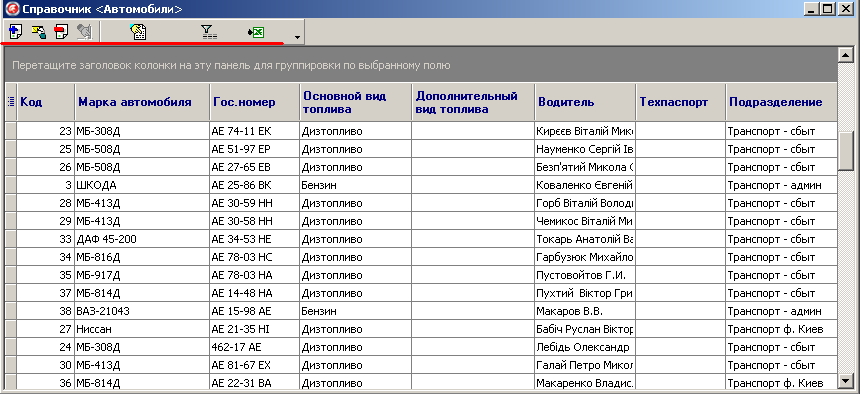 Справочник <Автомобили>
Перетащите заголовок колонки на эту панель для группировки по выбранному полю
Код Марка автомобиля Гос.номер Основной вид топлива Дополнительный вид топлива Водитель Техпаспорт Подразделение
23 МБ-308Д АЕ 74-11 ЕК Дизтопливо Кирєєв Віталій Мик Транспорт - сбыт
25 МБ-508Д АЕ 51-97 ЕР Дизтопливо Науменко Сергій Ів Транспорт - сбыт
26 МБ-508Д АЕ 27-65 ЕВ Дизтопливо Безп'ятий Микола Транспорт - сбыт
3 ШКОДА АЕ 25-86 ВК Бензин Коваленко Євгеній Транспорт - админ
28 МБ-413Д АЕ 30-59 НН Дизтопливо Горб Віталій Волод Транспорт - сбыт
29 МБ-413Д АЕ 30-58 НН Дизтопливо Чемикос Віталій Ми Транспорт - сбыт
33 ДАФ 45-200 АЕ 34-53 НЕ Дизтопливо Токарь Анатолій Ва Транспорт - сбыт
34 МБ-816Д АЕ 78-03 НС Дизтопливо Гарбузюк Михайло Транспорт - сбыт
35 МБ-917Д АЕ 78-03 НА Дизтопливо Пустовойтов Г.И. Транспорт - сбыт
37 МБ-814Д АЕ 14-48 НА Дизтопливо Пухтий Віктор Гри Транспорт - сбыт
38 ВАЗ-21043 АЕ 15-98 АЕ Бензин Макаров В.В. Транспорт - админ
27 Ниссан АЕ 21-35 НІ Дизтопливо Бабіч Руслан Віктор Транспорт ф. Киев
24 МБ-308Д 462-17 АЕ Дизтопливо Лебідь Олександр Транспорт - сбыт
30 МБ-413Д АЕ 81-67 ЕХ Дизтопливо Галай Петро Микол Транспорт - сбыт
36 МБ-814Д АЕ 22-31 ВА Дизтопливо Макаренко Владис Транспорт ф. Киев